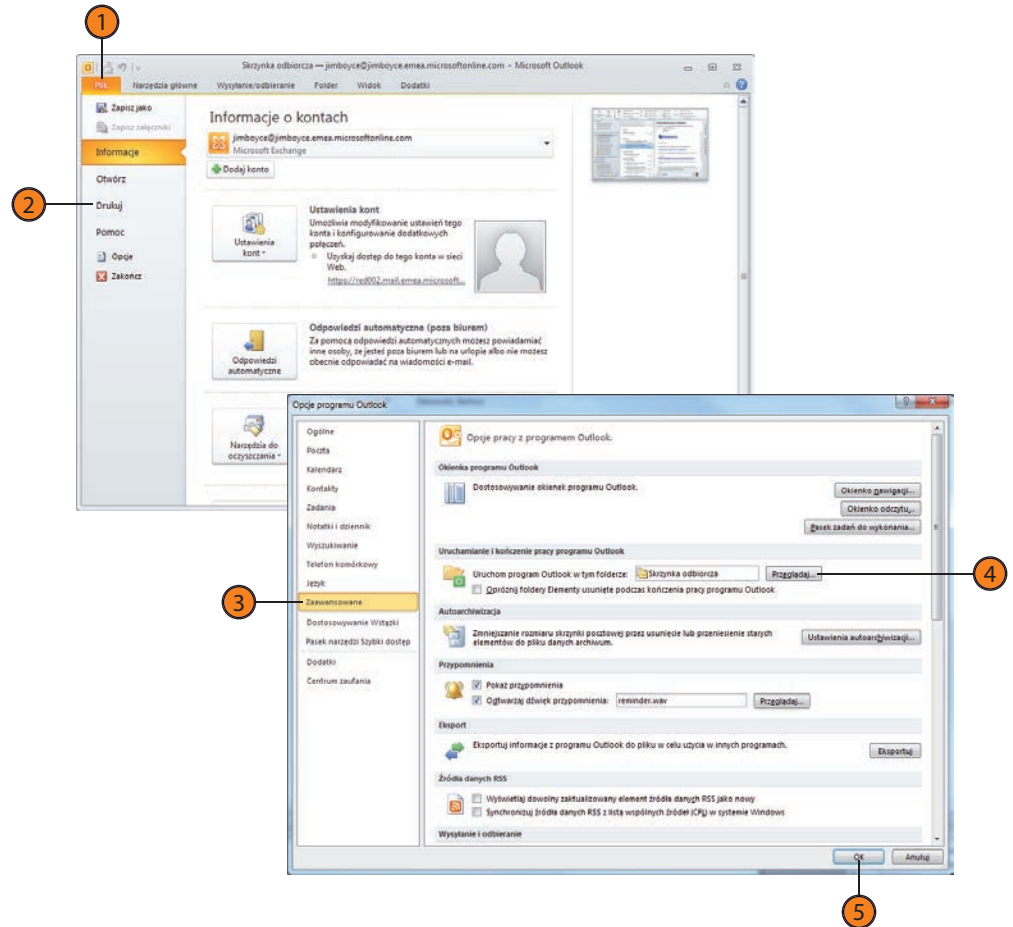 1
Skrzynka odbiorcza — jimboyce@jimboyce.emea.microsoftonline.com - Microsoft Outlook
Plik Narzędzia główne Wysyłanie/odbieranie Folder Widok Dodatki
Zapisz jako
Zapisz załączniki
Informacje
Otwórz
2
Drukuj
Pomoc
Opcje
Zakończ
Informacje o kontach
jimboyce@jimboyce.emea.microsoftonline.com
Microsoft Exchange
Dodaj konto
Ustawienia
kont
Ustawienia kont
Umożliwia modyfikowanie ustawień tego
konta i konfigurowanie dodatkowych
połączeń.
Uzyskaj dostęp do tego konta w sieci
Web.
https://red002.mail.emea.microsoft...
Odpowiedzi
automatyczne
Odpowiedzi automatyczne (poza biurem)
Za pomocą odpowiedzi automatycznych możesz powiadamiać
inne osoby, że jesteś poza biurem lub na urlopie albo nie możesz
obecnie odpowiadać na wiadomości e-mail.
Narzędzia do
oczyszczania
Opcje programu Outlook
Ogólne
Poczta
Kalendarz
Kontakty
Zadania
Notatki i dziennik
Wyszukiwanie
Telefon komórkowy
Język
3
Zaawansowane
Dostosowywanie Wstążki
Pasek narzędzi Szybki dostęp
Dodatki
Centrum zaufania
Opcje pracy z programem Outlook.
Okienka programu Outlook
Dostosowywanie okienek programu Outlook.
Okienko nawigacji...
Okienko odczytu...
Pasek zadań do wykonania...
Uruchamianie i kończenie pracy programu Outlook
Uruchom program Outlook w tym folderze: Skrzynka odbiorcza Przeglądaj...
4
Opróżnij foldery Elementy usunięte podczas kończenia pracy programu Outlook
Autoarchiwizacja
Zmniejszanie rozmiaru skrzynki pocztowej przez usunięcie lub przeniesienie starych
elementów do pliku danych archiwum.
Ustawienia autoarchiwizacji...
Przypomnienia
Pokaż przypomnienia
Odtwarzaj dźwięk przypomnienia: reminder.wav Przeglądaj...
Eksport
Eksportuj informacje z programu Outlook do pliku w celu użycia w innych programach.
Eksportuj
Źródła danych RSS
Wyświetlaj dowolny zaktualizowany element źródła danych RSS jako nowy
Synchronizuj źródła danych RSS z listą wspólnych źródeł (CFL) w systemie Windows
Wysyłanie i odbieranie
OK Anuluj
5